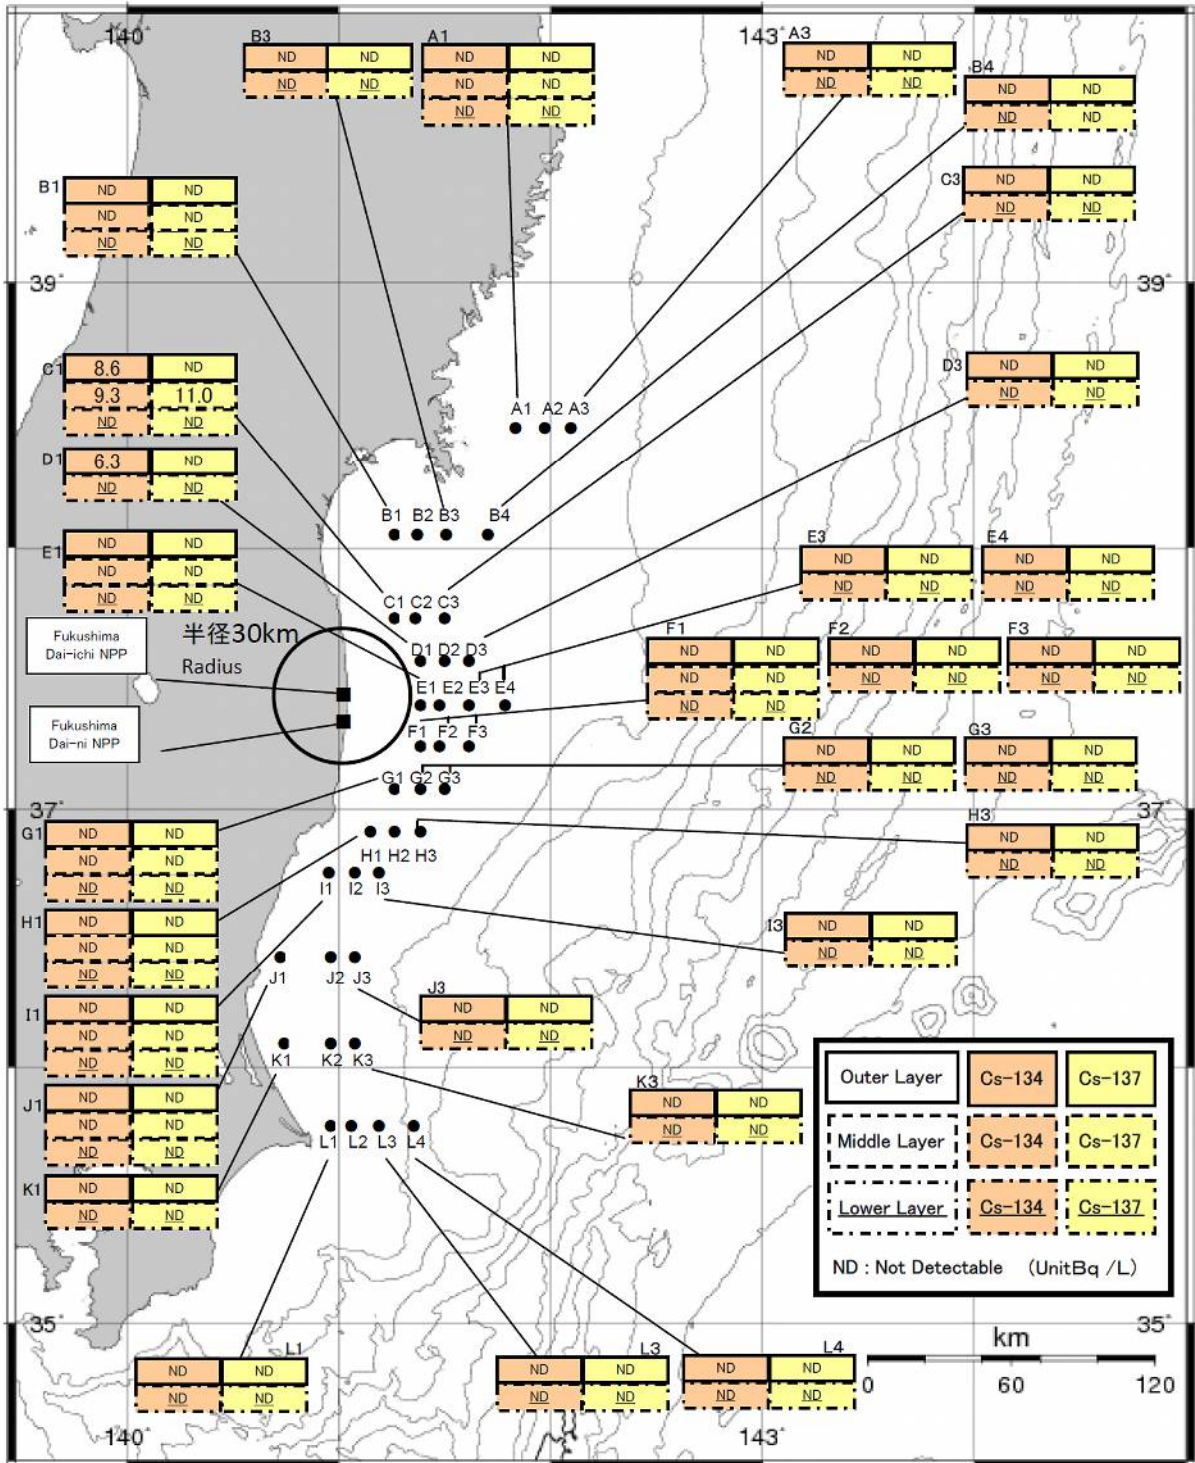 140°
143°
B3
ND ND
ND ND
A1
ND ND
ND ND
ND ND
A3
ND ND
ND ND
B4
ND ND
ND ND
B1
ND ND
ND ND
ND ND
C3
ND ND
ND ND
39°
39°
C1
8.6 ND
9.3 11.0
ND ND
D3
ND ND
ND ND
A1 A2 A3
D1
6.3 ND
ND ND
B1 B2 B3 B4
E1
ND ND
ND ND
ND ND
E3
ND ND
ND ND
E4
ND ND
ND ND
C1 C2 C3
Fukushima
Dai-ichi NPP
半径30km
Radius
D1 D2 D3
F1
ND ND
ND ND
ND ND
F2
ND ND
ND ND
F3
ND ND
ND ND
E1 E2 E3 E4
Fukushima
Dai-ni NPP
F1 F2 F3
G2
ND ND
ND ND
G3
ND ND
ND ND
G1 G2 G3
37°
37°
G1
ND ND
ND ND
ND ND
H3
ND ND
ND ND
H1 H2 H3
I1 I2 I3
H1
ND ND
ND ND
ND ND
I3
ND ND
ND ND
J1 J2 J3
I1
ND ND
ND ND
ND ND
J3
ND ND
ND ND
K1 K2 K3
J1
ND ND
ND ND
ND ND
K3
ND ND
ND ND
L1 L2 L3 L4
K1
ND ND
ND ND
Outer Layer Cs-134 Cs-137
Middle Layer Cs-134 Cs-137
Lower Layer Cs-134 Cs-137
ND : Not Detectable (UnitBq /L)
35°
35°
km
0 60 120
L1
ND ND
ND ND
L3
ND ND
ND ND
L4
ND ND
ND ND
140°
143°